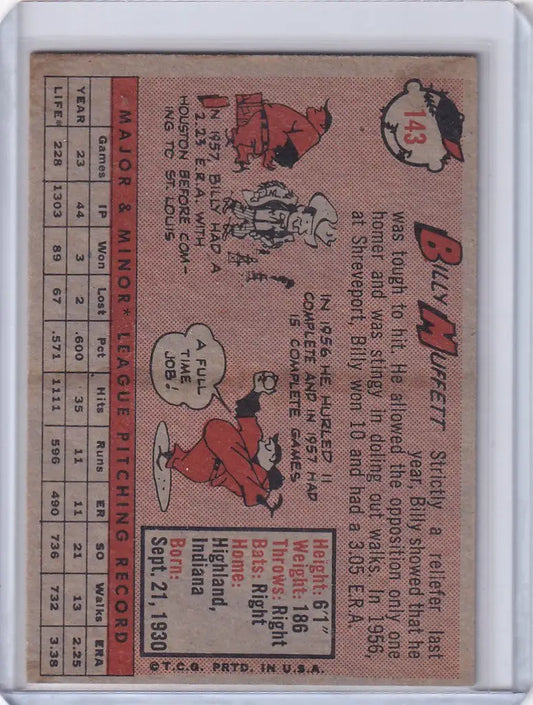 143
BILLY MUFFETT
Strictly a reliefer last
year, Billy showed that he
was tough to hit. He allowed the opposition only one
homer and was stingy in doling out walks. In 1956,
at Shreveport, Billy won 10 and had a 3.05 E.R.A.
IN 1957, BILLY HAD A
2.23 E.R.A. WITH
HOUSTON BEFORE COM-
ING TO ST. LOUIS
IN 1956 HE HURLED 11
COMPLETE AND IN 1957 HAD
15 COMPLETE GAMES
A FULL
TIME
JOB!
Height: 6'1"
Weight: 186
Throws: Right
Bats: Right
Home:
Highland,
Indiana
Born:
Sept. 21, 1930
MAJOR & MINOR* LEAGUE PITCHING RECORD
Games IP Won Lost Pct Hits Runs ER SO Walks ERA
YEAR 23 44 3 2 .600 35 11 11 21 13 2.25
LIFE* 228 1303 89 67 .571 1111 596 490 736 732 3.38
©T.C.G. PRTD. IN U.S.A.